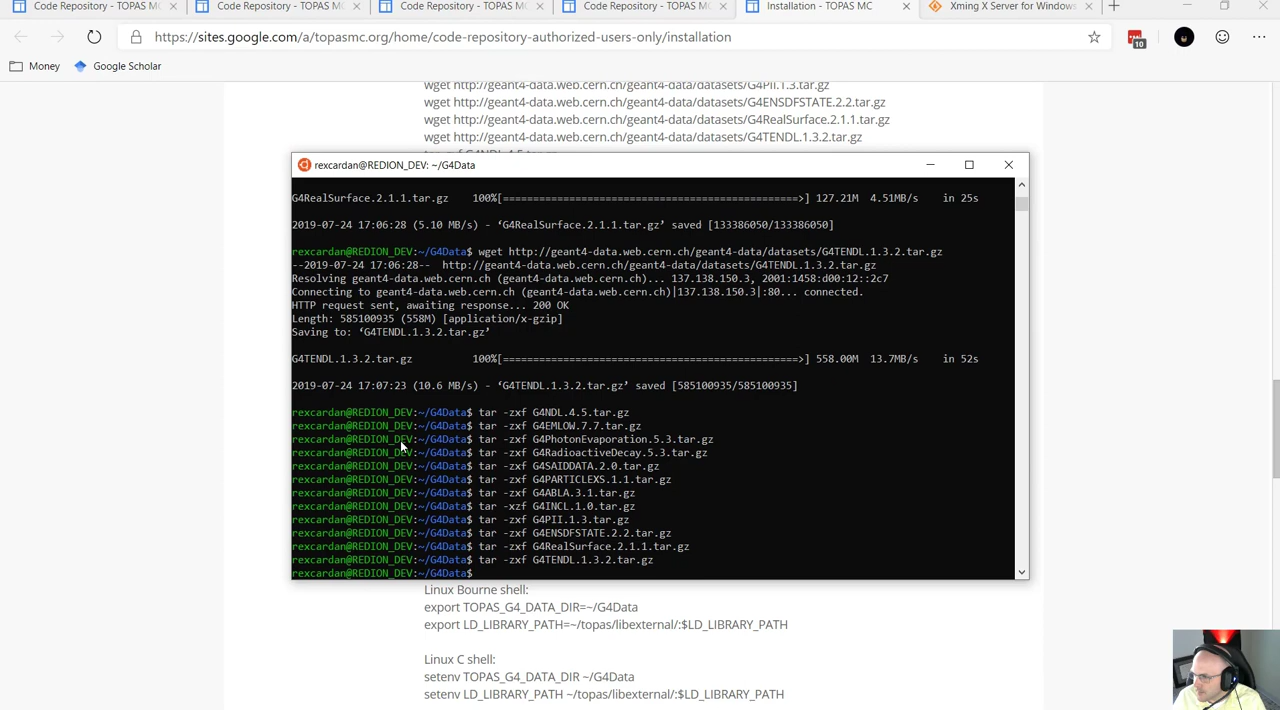 Code Repository - TOPAS MC
Code Repository - TOPAS MC
Code Repository - TOPAS MC
Code Repository - TOPAS MC
Installation - TOPAS MC
Xming X Server for Windows
https://sites.google.com/a/topasmc.org/home/code-repository-authorized-users-only/installation
10
Money
Google Scholar
wget http://geant4-data.web.cern.ch/geant4-data/datasets/G4PII.1.3.tar.gz
wget http://geant4-data.web.cern.ch/geant4-data/datasets/G4ENSDFSTATE.2.2.tar.gz
wget http://geant4-data.web.cern.ch/geant4-data/datasets/G4RealSurface.2.1.1.tar.gz
wget http://geant4-data.web.cern.ch/geant4-data/datasets/G4TENDL.1.3.2.tar.gz
rexcardan@REDION_DEV: ~/G4Data
G4RealSurface.2.1.1.tar.gz 100%[================================================>] 127.21M 4.51MB/s in 25s
2019-07-24 17:06:28 (5.10 MB/s) - ‘G4RealSurface.2.1.1.tar.gz’ saved [133386050/133386050]
rexcardan@REDION_DEV:~/G4Data$ wget http://geant4-data.web.cern.ch/geant4-data/datasets/G4TENDL.1.3.2.tar.gz
--2019-07-24 17:06:28-- http://geant4-data.web.cern.ch/geant4-data/datasets/G4TENDL.1.3.2.tar.gz
Resolving geant4-data.web.cern.ch (geant4-data.web.cern.ch)... 137.138.150.3, 2001:1458:d00:12::2c7
Connecting to geant4-data.web.cern.ch (geant4-data.web.cern.ch)|137.138.150.3|:80... connected.
HTTP request sent, awaiting response... 200 OK
Length: 585100935 (558M) [application/x-gzip]
Saving to: ‘G4TENDL.1.3.2.tar.gz’
G4TENDL.1.3.2.tar.gz 100%[================================================>] 558.00M 13.7MB/s in 52s
2019-07-24 17:07:23 (10.6 MB/s) - ‘G4TENDL.1.3.2.tar.gz’ saved [585100935/585100935]
rexcardan@REDION_DEV:~/G4Data$ tar -zxf G4NDL.4.5.tar.gz
rexcardan@REDION_DEV:~/G4Data$ tar -zxf G4EMLOW.7.7.tar.gz
rexcardan@REDION_DEV:~/G4Data$ tar -zxf G4PhotonEvaporation.5.3.tar.gz
rexcardan@REDION_DEV:~/G4Data$ tar -zxf G4RadioactiveDecay.5.3.tar.gz
rexcardan@REDION_DEV:~/G4Data$ tar -zxf G4SAIDDATA.2.0.tar.gz
rexcardan@REDION_DEV:~/G4Data$ tar -zxf G4PARTICLEXS.1.1.tar.gz
rexcardan@REDION_DEV:~/G4Data$ tar -zxf G4ABLA.3.1.tar.gz
rexcardan@REDION_DEV:~/G4Data$ tar -xzf G4INCL.1.0.tar.gz
rexcardan@REDION_DEV:~/G4Data$ tar -zxf G4PII.1.3.tar.gz
rexcardan@REDION_DEV:~/G4Data$ tar -zxf G4ENSDFSTATE.2.2.tar.gz
rexcardan@REDION_DEV:~/G4Data$ tar -zxf G4RealSurface.2.1.1.tar.gz
rexcardan@REDION_DEV:~/G4Data$ tar -zxf G4TENDL.1.3.2.tar.gz
rexcardan@REDION_DEV:~/G4Data$
Linux Bourne shell:
export TOPAS_G4_DATA_DIR=~/G4Data
export LD_LIBRARY_PATH=~/topas/libexternal/:$LD_LIBRARY_PATH
Linux C shell:
setenv TOPAS_G4_DATA_DIR ~/G4Data
setenv LD_LIBRARY_PATH ~/topas/libexternal/:$LD_LIBRARY_PATH